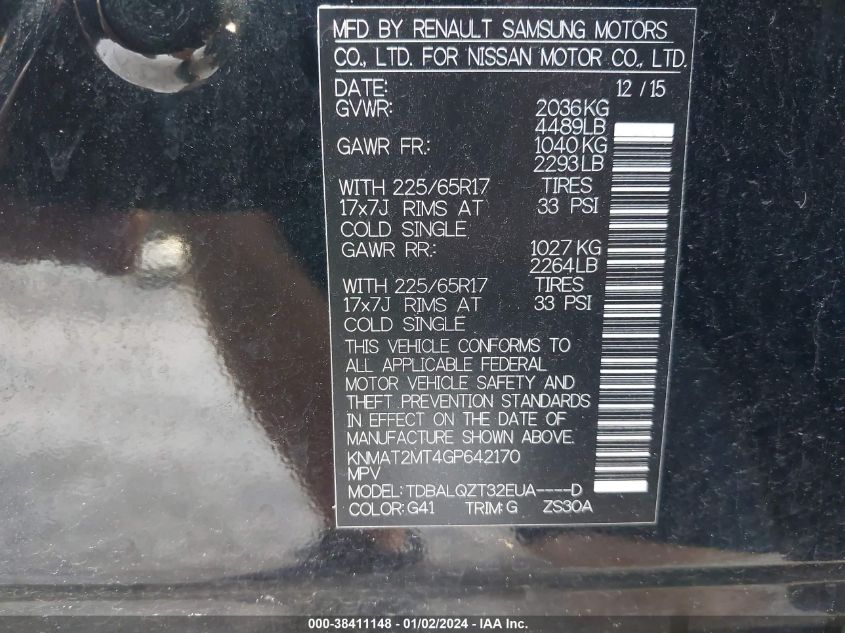 MFD BY RENAULT SAMSUNG MOTORS
CO., LTD. FOR NISSAN MOTOR CO., LTD.
DATE: 12/15
GVWR: 2036KG
4489LB
GAWR FR.: 1040KG
2293LB
WITH 225/65R17 TIRES
17x7J RIMS AT 33 PSI
COLD SINGLE
GAWR RR.: 1027KG
2264LB
WITH 225/65R17 TIRES
17x7J RIMS AT 33 PSI
COLD SINGLE
THIS VEHICLE CONFORMS TO
ALL APPLICABLE FEDERAL
MOTOR VEHICLE SAFETY AND
THEFT PREVENTION STANDARDS
IN EFFECT ON THE DATE OF
MANUFACTURE SHOWN ABOVE.
KNMAT2MT4GP642170
MPV
MODEL: TDBALQZT32EUA----D
COLOR: G41 TRIM: G ZS30A
000-38411148 - 01/02/2024 - IAA Inc.